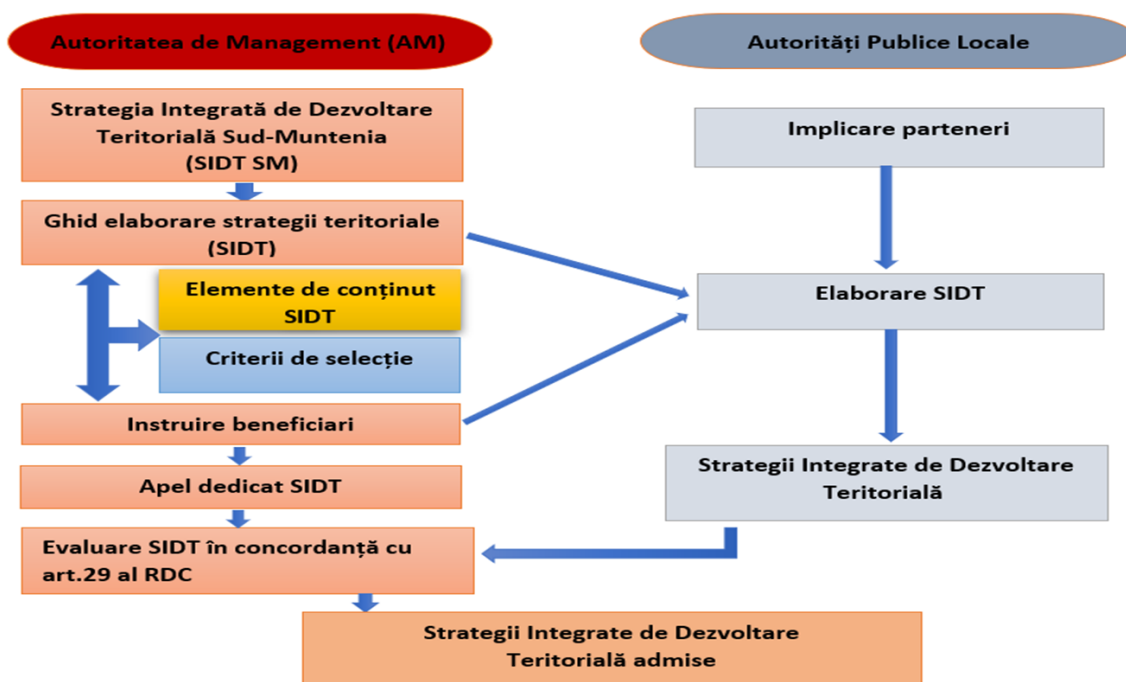 Autoritatea de Management (AM)
Strategia Integrată de Dezvoltare
Teritorială Sud-Muntenia
(SIDT SM)
Ghid elaborare strategii teritoriale
(SIDT)
Elemente de conținut
SIDT
Criterii de selecție
Instruire beneficiari
Apel dedicat SIDT
Evaluare SIDT în concordanță cu
art.29 al RDC
Autorități Publice Locale
Implicare parteneri
Elaborare SIDT
Strategii Integrate de Dezvoltare
Teritorială
Strategii Integrate de Dezvoltare
Teritorială admise